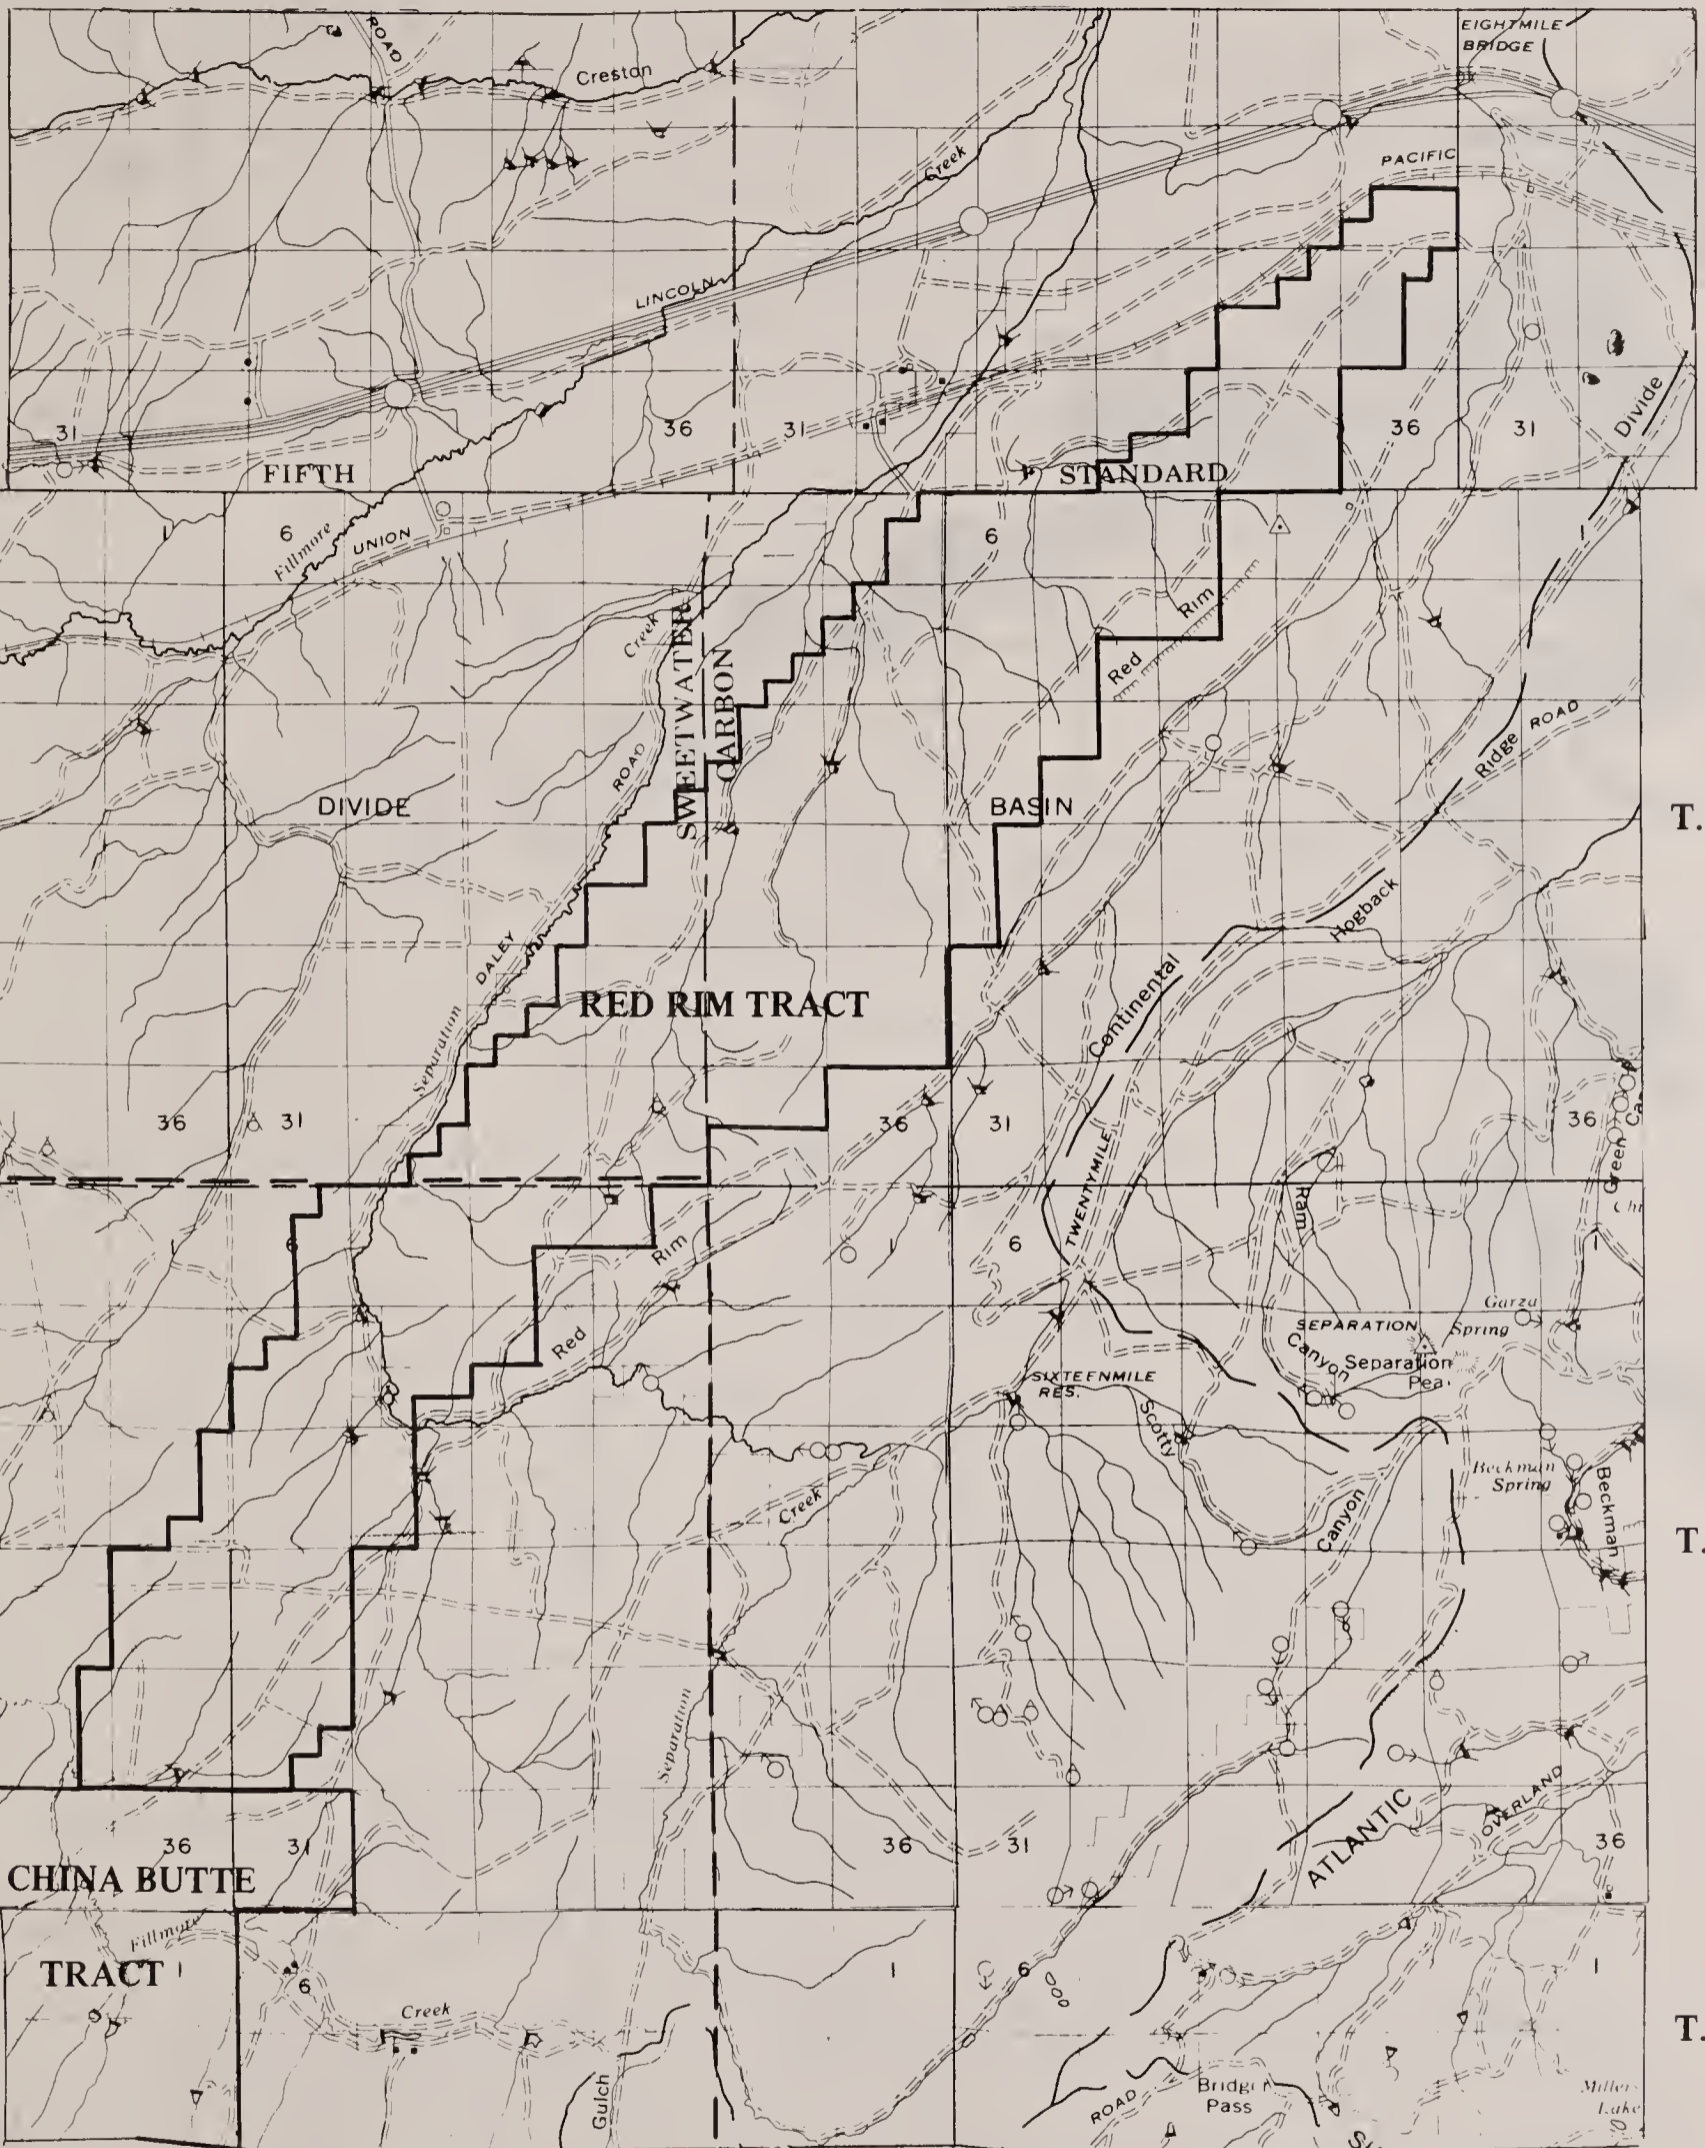 EIGHTMILE
BRIDGE
ROAD
Creston
Creek
PACIFIC
LINCOLN
31
36
31
36
31
Divide
FIFTH
STANDARD
6
Fillmore
UNION
6
Rim
Red
Creek
SWEETWATER
CARBON
ROAD
Ridge
ROAD
DIVIDE
BASIN
T.
Hogback
DALEY
Continental
RED RIM TRACT
Separation
36
31
36
31
36
Green
TWENTYMILE
Ram
6
Rim
6
Red
Garza
Spring
SEPARATION
Canyon
Separation
SIXTEENMILE
RES.
Scotty
Beckman
Spring
Beckman
Creek
Canyon
T.
Separation
ATLANTIC
OVERLAND
36
31
36
31
36
CHINA BUTTE
Fillmore
TRACT
1
6
1
6
1
Creek
T.
Gulch
ROAD
Bridger
Pass
Miller
Lake